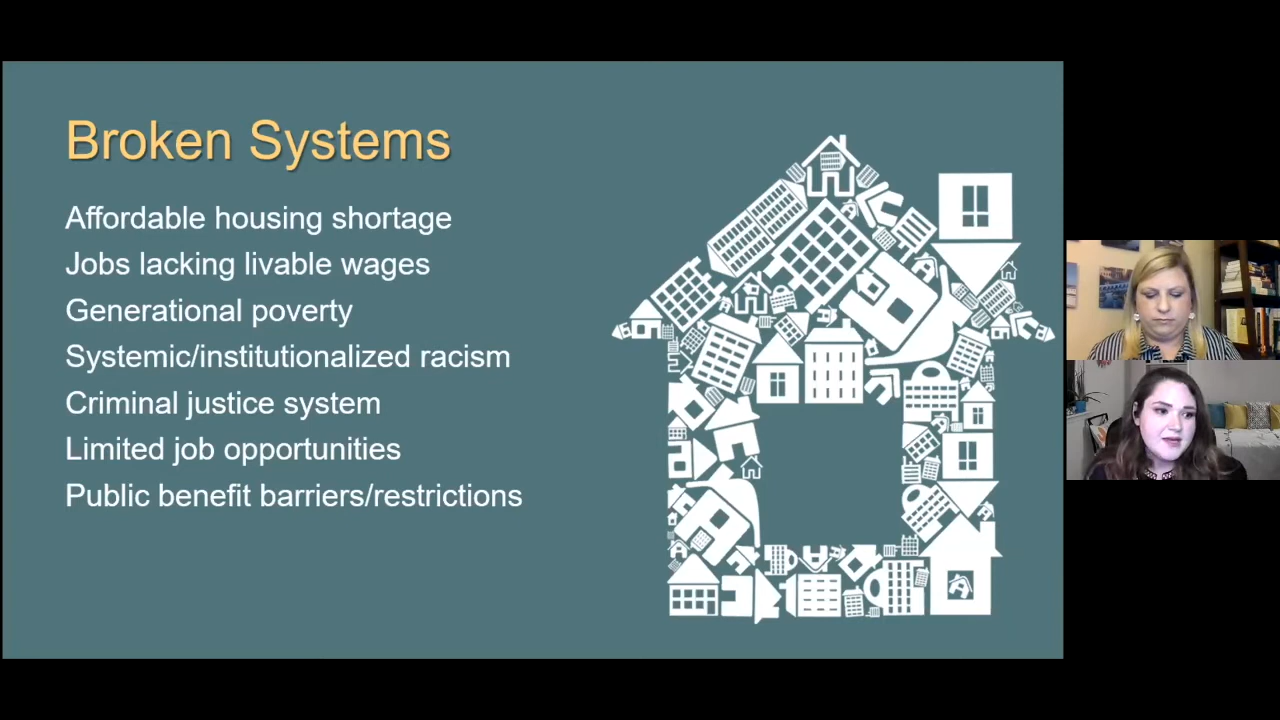 Broken Systems
Affordable housing shortage
Jobs lacking livable wages
Generational poverty
Systemic/institutionalized racism
Criminal justice system
Limited job opportunities
Public benefit barriers/restrictions